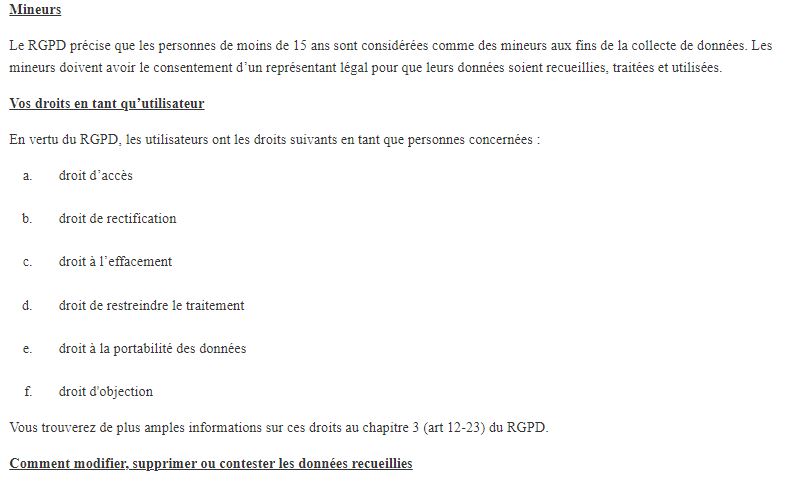 Mineurs
Le RGPD précise que les personnes de moins de 15 ans sont considérées comme des mineurs aux fins de la collecte de données. Les
mineurs doivent avoir le consentement d’un représentant légal pour que leurs données soient recueillies, traitées et utilisées.
Vos droits en tant qu’utilisateur
En vertu du RGPD, les utilisateurs ont les droits suivants en tant que personnes concernées :
a. droit d’accès
b. droit de rectification
c. droit à l’effacement
d. droit de restreindre le traitement
e. droit à la portabilité des données
f. droit d'objection
Vous trouverez de plus amples informations sur ces droits au chapitre 3 (art 12-23) du RGPD.
Comment modifier, supprimer ou contester les données recueillies